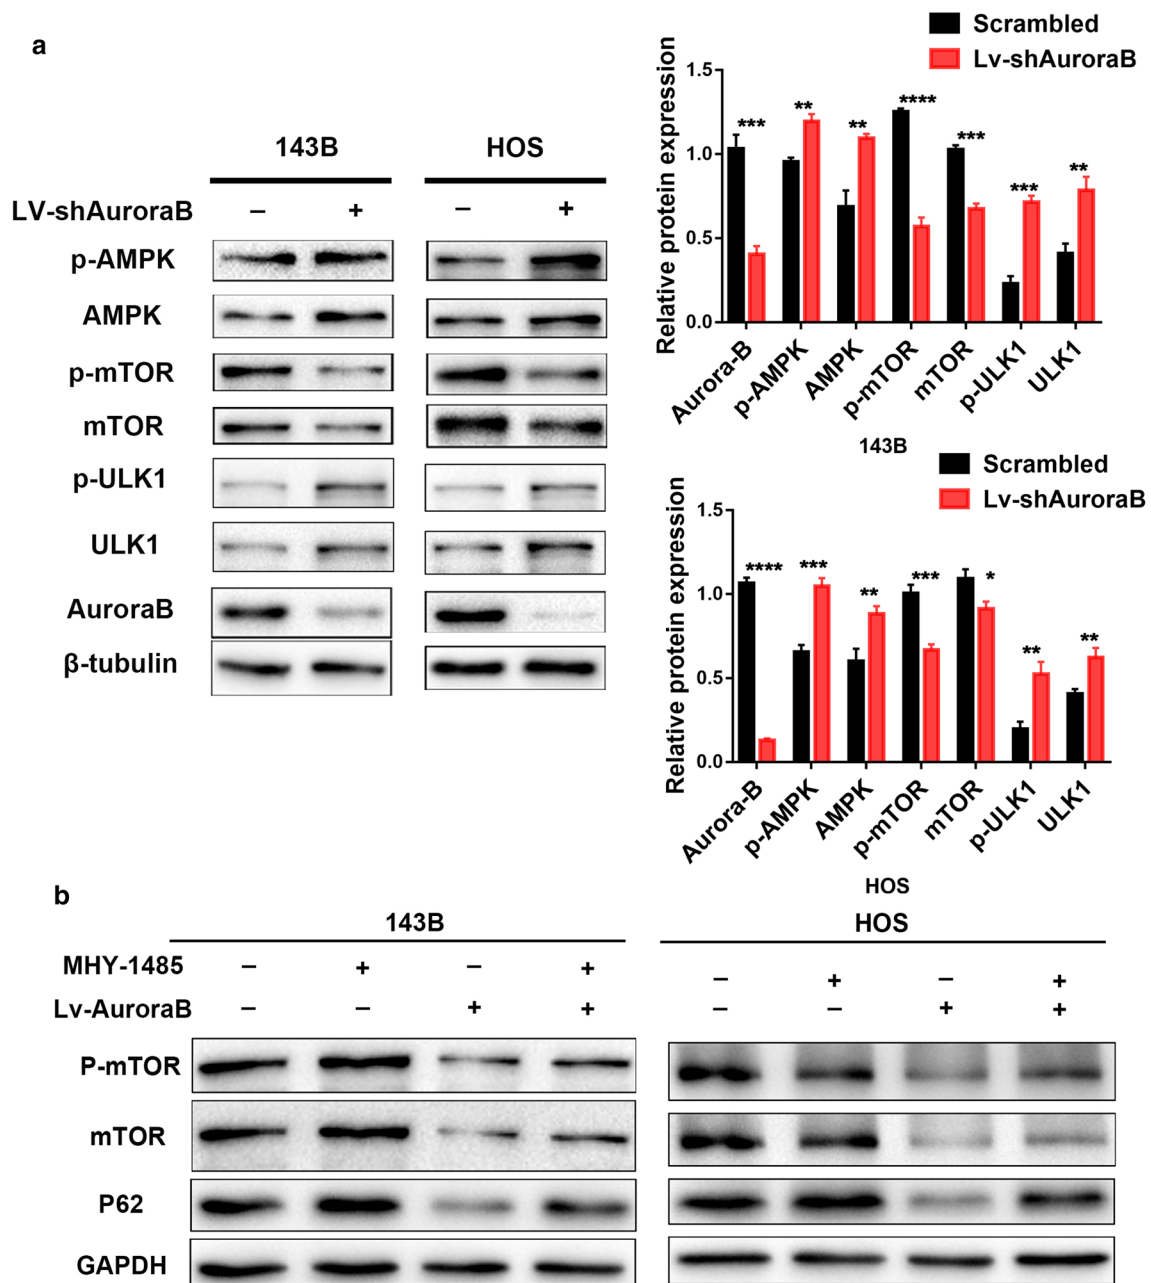 a
143B
HOS
LV-shAuroraB
− + − +
p-AMPK
AMPK
p-mTOR
mTOR
p-ULK1
ULK1
AuroraB
β-tubulin
Scrambled
Lv-shAuroraB
Relative protein expression
1.5
1.0
0.5
0.0
*** ** ** **** *** *** **
Aurora-B
p-AMPK
AMPK
p-mTOR
mTOR
p-ULK1
ULK1
143B
Scrambled
Lv-shAuroraB
Relative protein expression
1.5
1.0
0.5
0.0
**** *** ** *** * ** **
Aurora-B
p-AMPK
AMPK
p-mTOR
mTOR
p-ULK1
ULK1
HOS
b
143B
HOS
MHY-1485 − + − + − + − +
Lv-AuroraB − − + + − − + +
P-mTOR
mTOR
P62
GAPDH